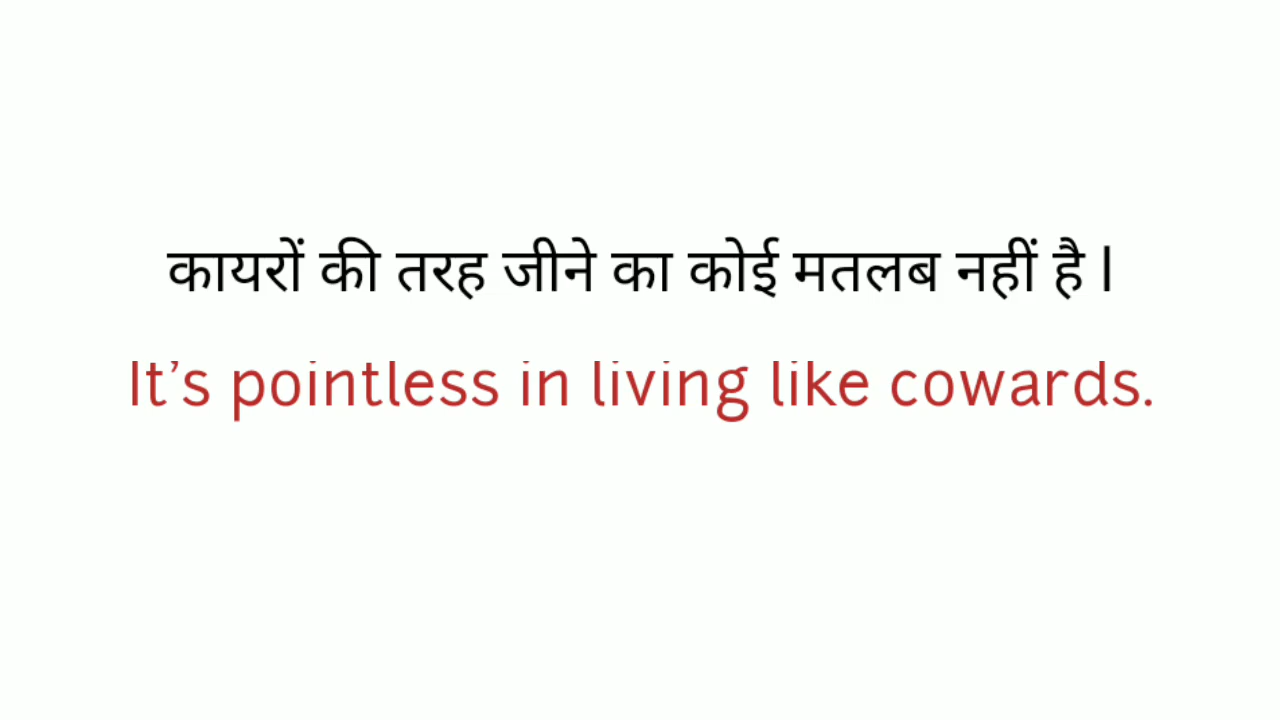 कायरों की तरह जीने का कोई मतलब नहीं है l
It’s pointless in living like cowards.